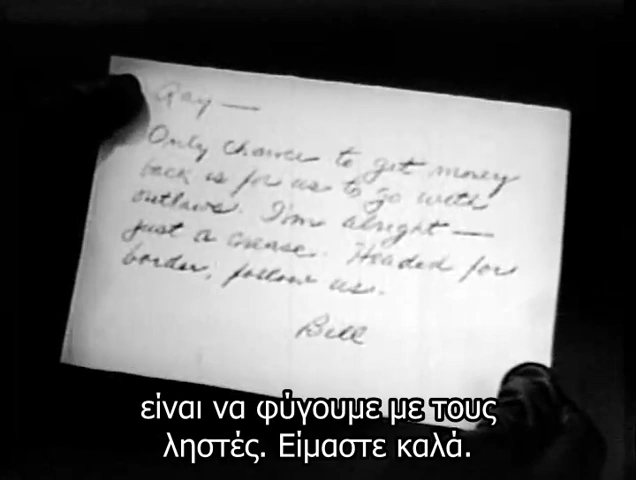 Ray —
Only chance to get money
back is for us to go with
outlaws. I'm alright —
just a crease. Headed for
border, follow us.
Bill
είναι να φύγουμε με τους
ληστές. Είμαστε καλά.